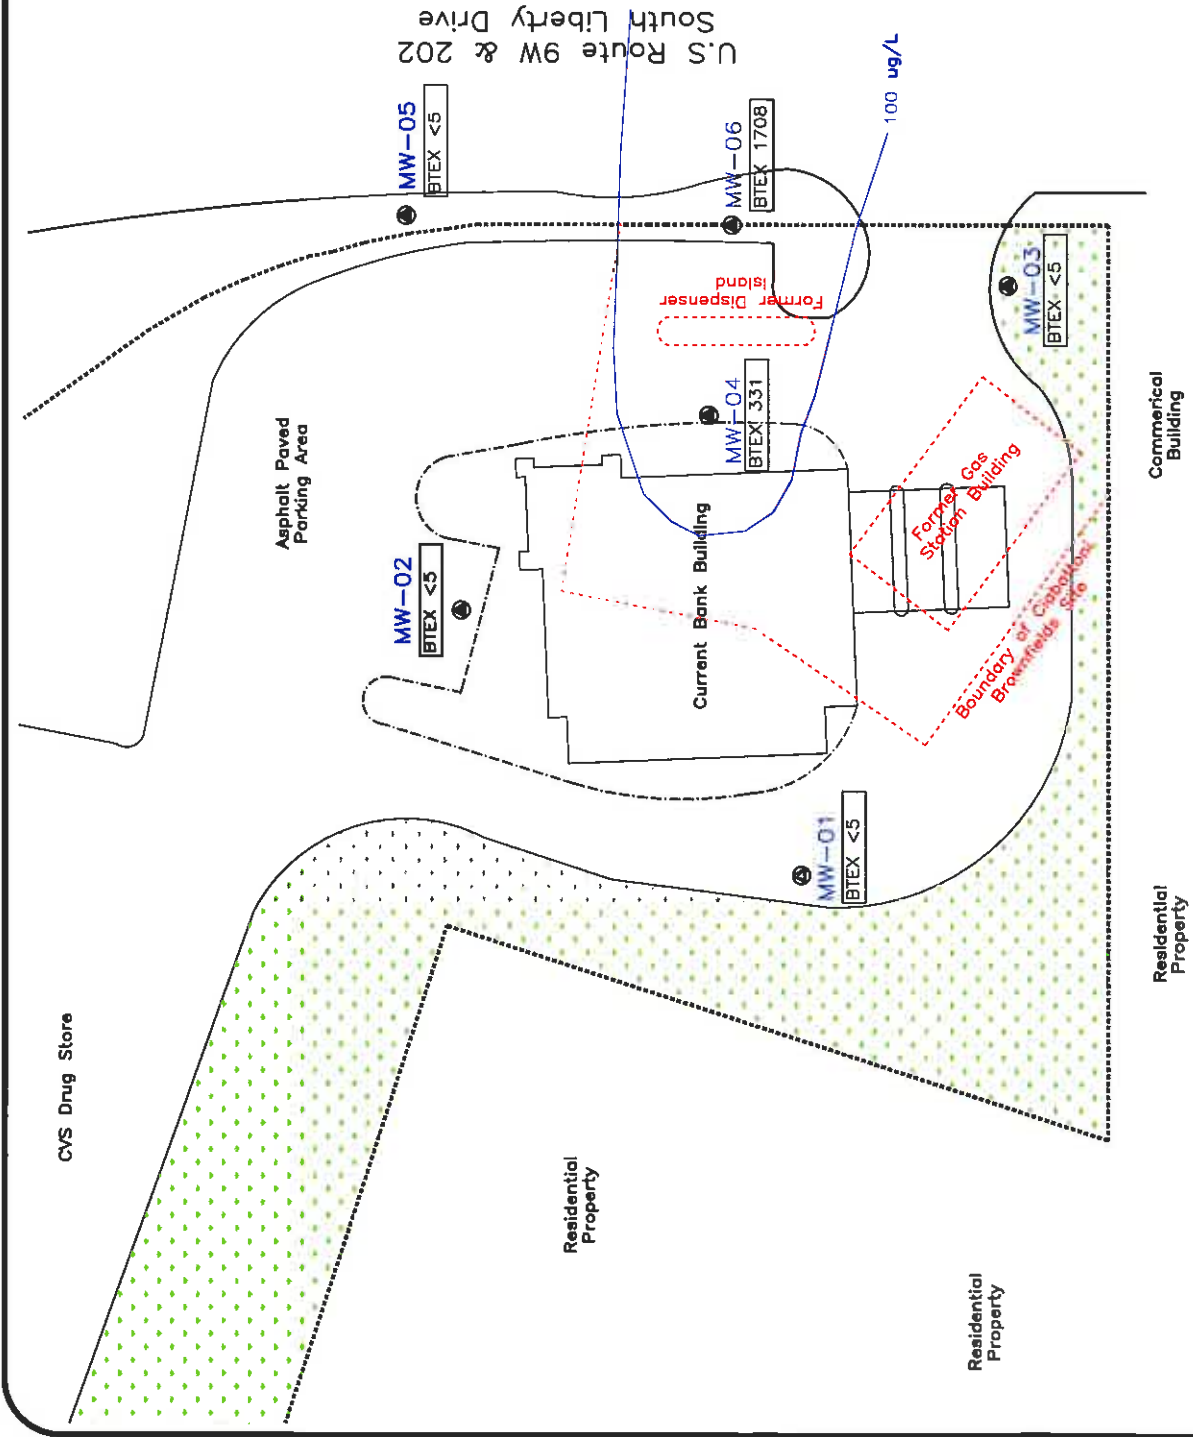 U.S Route 9W & 202
South Liberty Drive
MW-05
BTEX <5
MW-06
BTEX 1708
100 ug/L
MW-03
BTEX <5
Former Dispenser
island
MW-04
BTEX 331
Asphalt Paved
Parking Area
MW-02
BTEX <5
Current Bank Building
Former Gas
Station Building
Boundary of Ciabattoni
Brownfields Site
Commerical
Building
MW-01
BTEX <5
CVS Drug Store
Residential
Property
Residential
Property
Residential
Property